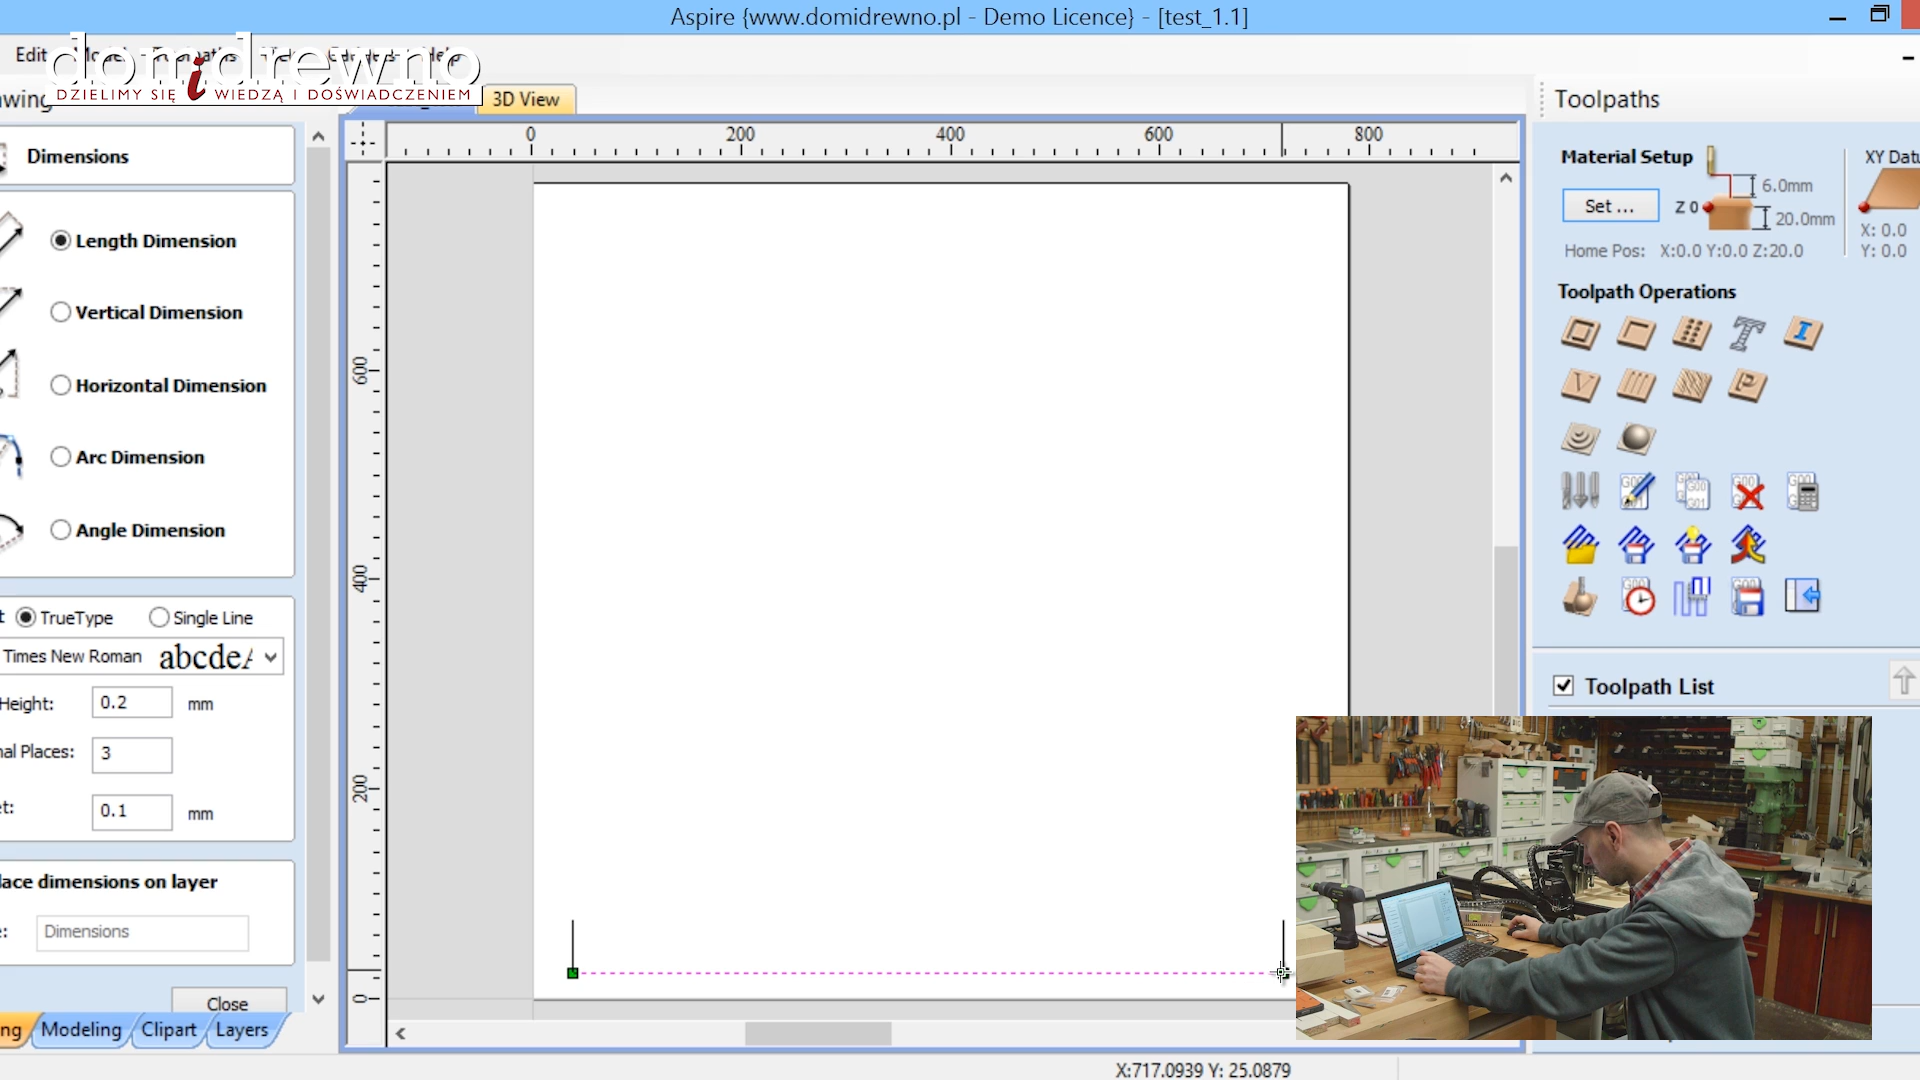 Aspire {www.domidrewno.pl - Demo Licence} - [test_1.1]
Edit
domidrewno
DZIELIMY SIĘ i WIEDZĄ I DOŚWIADCZENIEM
3D View
Toolpaths
Dimensions
Length Dimension
Vertical Dimension
Horizontal Dimension
Arc Dimension
Angle Dimension
TrueType
Single Line
Times New Roman abcdeA
Height: 0.2 mm
Places: 3
0.1 mm
dimensions on layer
Dimensions
Close
Modeling
Clipart
Layers
0 200 400 600 800
600
400
200
0
X:717.0939 Y: 25.0879
Material Setup
Set ...
Z 0
6.0mm
20.0mm
XY
X: 0.0
Y: 0.0
Home Pos: X:0.0 Y:0.0 Z:20.0
Toolpath Operations
Toolpath List